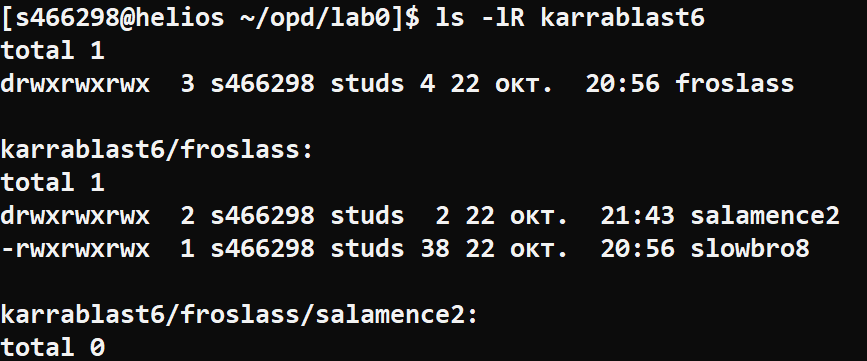 [s466298@helios ~/opd/lab0]$ ls -lR karrablast6
total 1
drwxrwxrwx  3 s466298 studs 4 22 окт.  20:56 froslass

karrablast6/froslass:
total 1
drwxrwxrwx  2 s466298 studs  2 22 окт.  21:43 salamence2
-rwxrwxrwx  1 s466298 studs 38 22 окт.  20:56 slowbro8

karrablast6/froslass/salamence2:
total 0